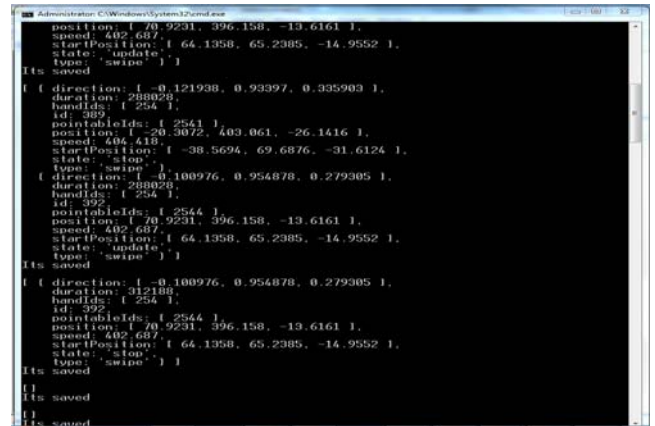 Administrator: C:\Windows\System32\cmd.exe
position: [ 70.9231, 396.158, -13.6161 ],
speed: 402.687,
startPosition: [ 64.1358, 65.2385, -14.9552 ],
state: 'update',
type: 'swipe' } ]
Its saved
[ { direction: [ -0.121938, 0.93397, 0.335903 ],
duration: 288028,
handIds: [ 254 ],
id: 389,
pointableIds: [ 2541 ],
position: [ -20.3072, 403.061, -26.1416 ],
speed: 404.418,
startPosition: [ -38.5694, 69.6876, -31.6124 ],
state: 'stop',
type: 'swipe' },
{ direction: [ -0.100976, 0.954878, 0.279305 ],
duration: 288028,
handIds: [ 254 ],
id: 392,
pointableIds: [ 2544 ],
position: [ 70.9231, 396.158, -13.6161 ],
speed: 402.687,
startPosition: [ 64.1358, 65.2385, -14.9552 ],
state: 'update',
type: 'swipe' } ]
Its saved
[ { direction: [ -0.100976, 0.954878, 0.279305 ],
duration: 312188,
handIds: [ 254 ],
id: 392,
pointableIds: [ 2544 ],
position: [ 70.9231, 396.158, -13.6161 ],
speed: 402.687,
startPosition: [ 64.1358, 65.2385, -14.9552 ],
state: 'stop',
type: 'swipe' } ]
Its saved
[]
Its saved
[]
Its saved